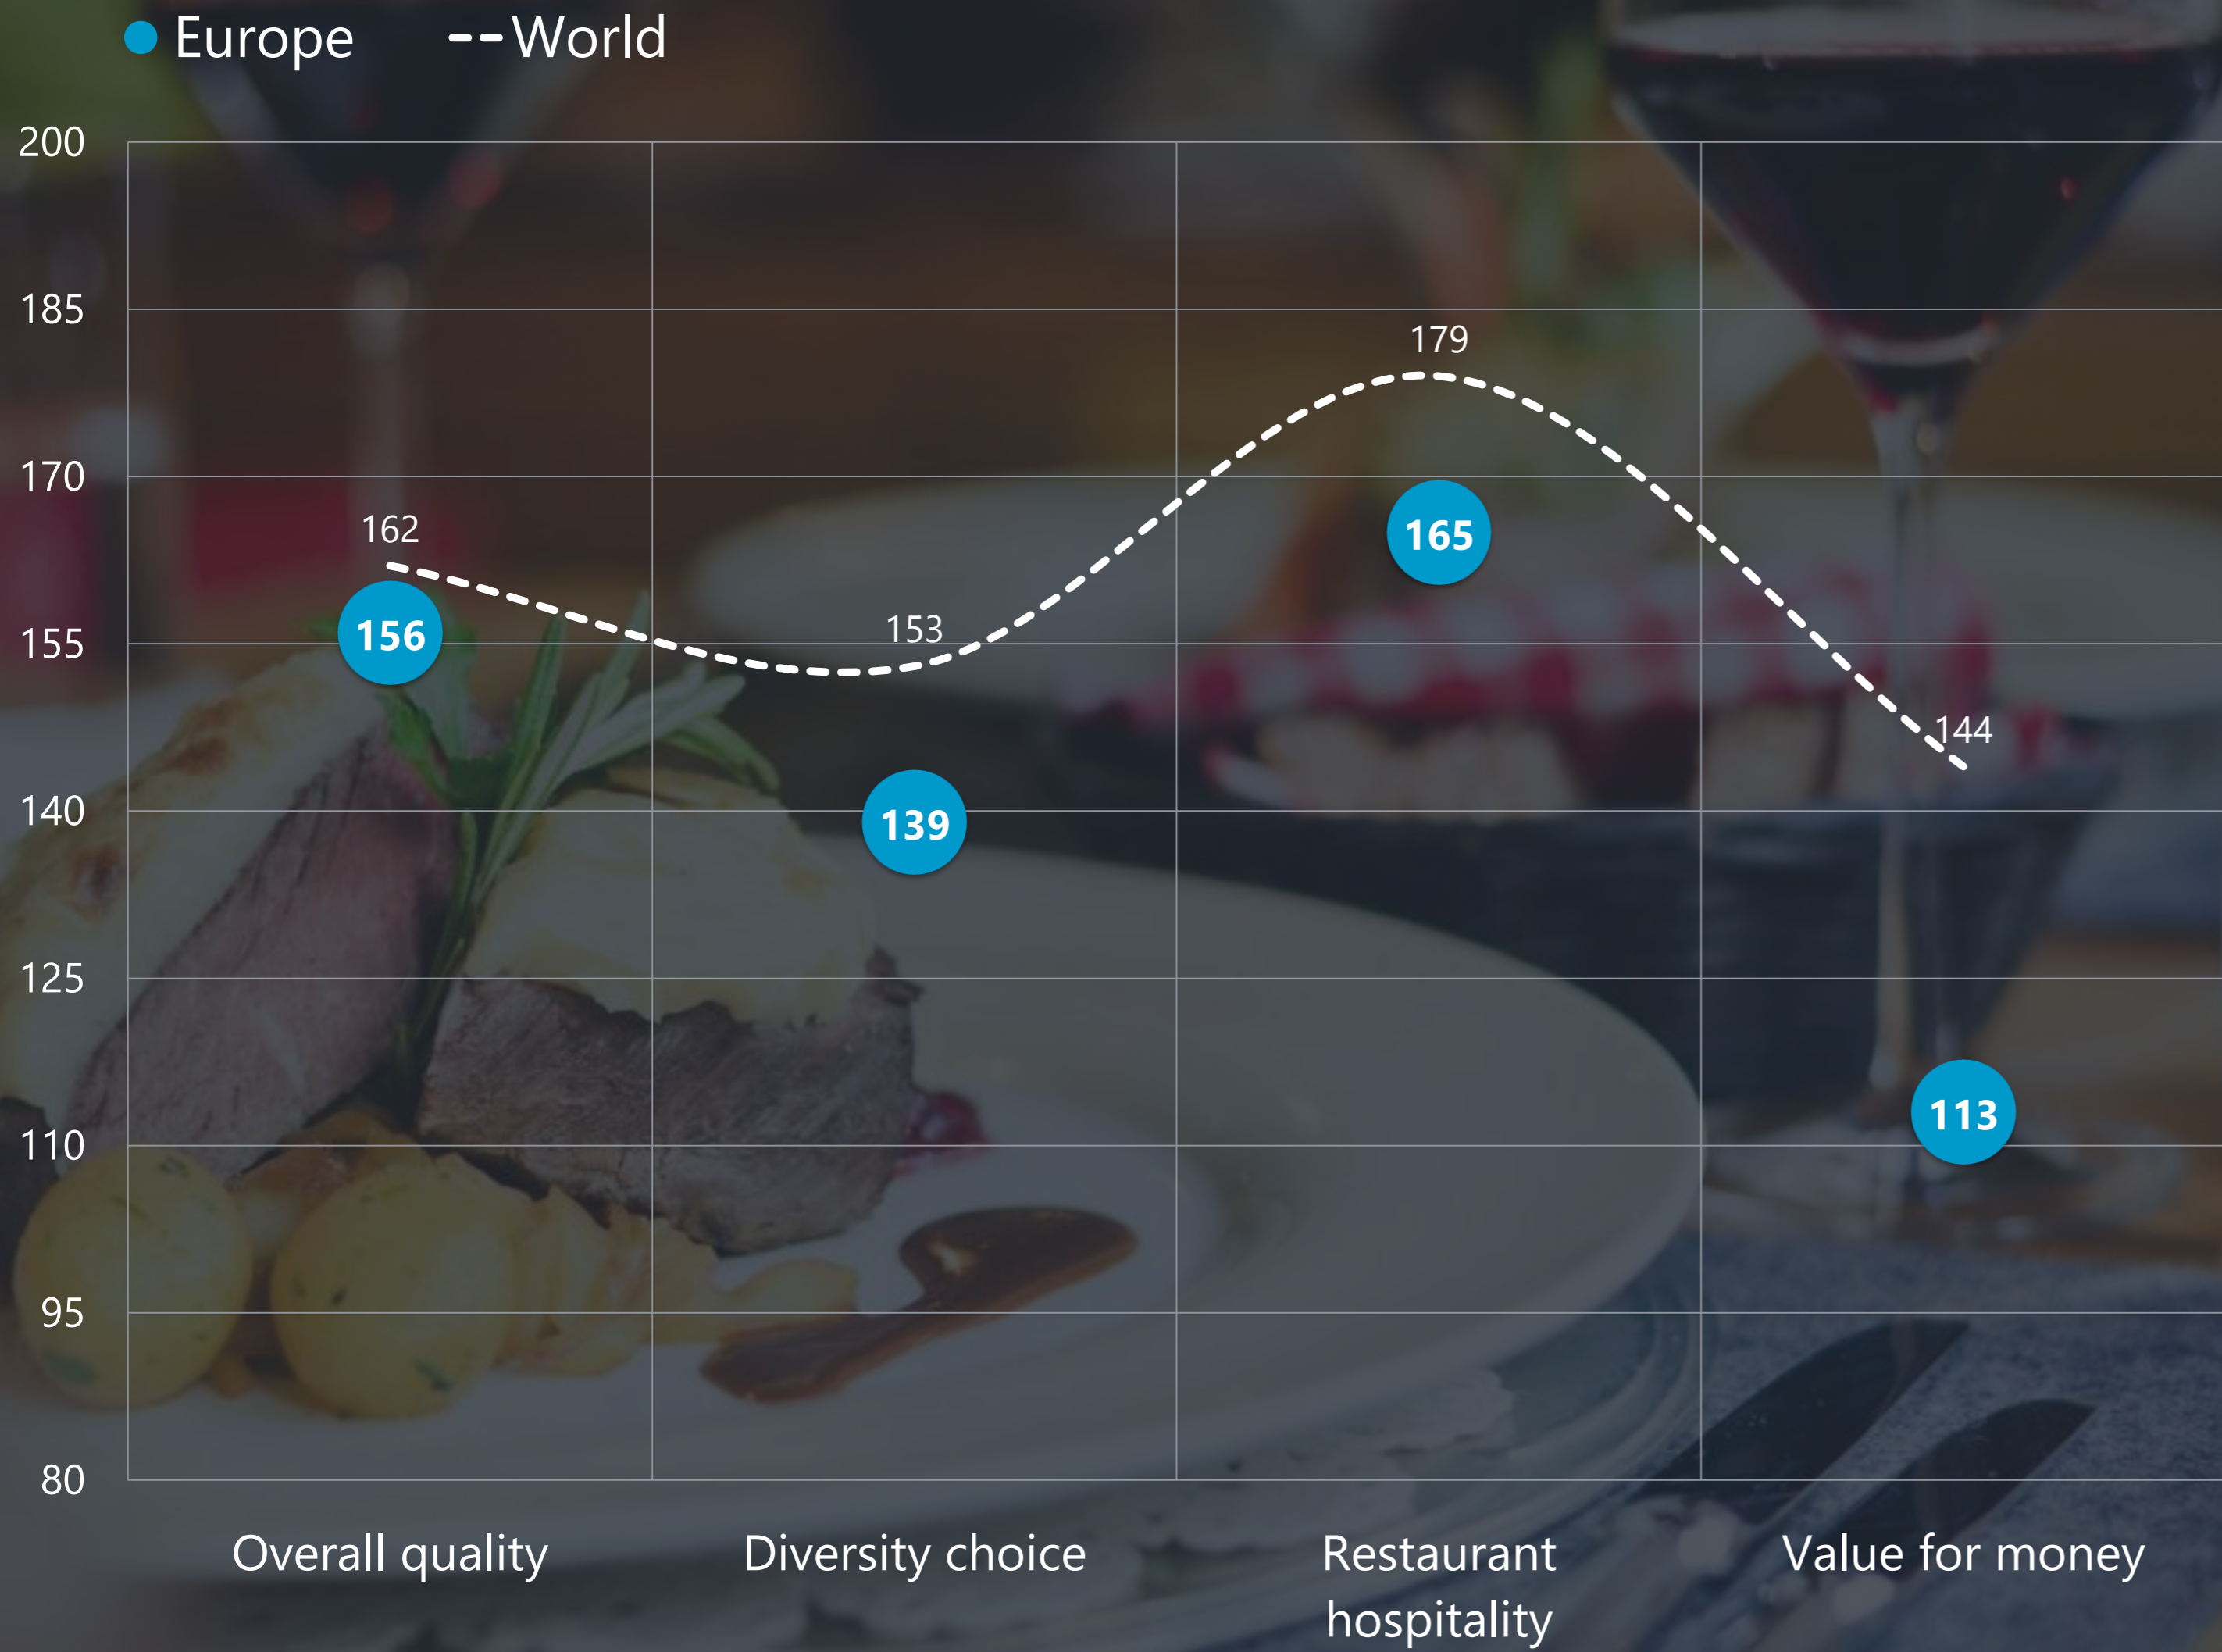 Europe
World
200
185
179
170
165
162
156
155
153
144
140
139
125
113
110
95
80
Overall quality
Diversity choice
Restaurant
hospitality
Value for money